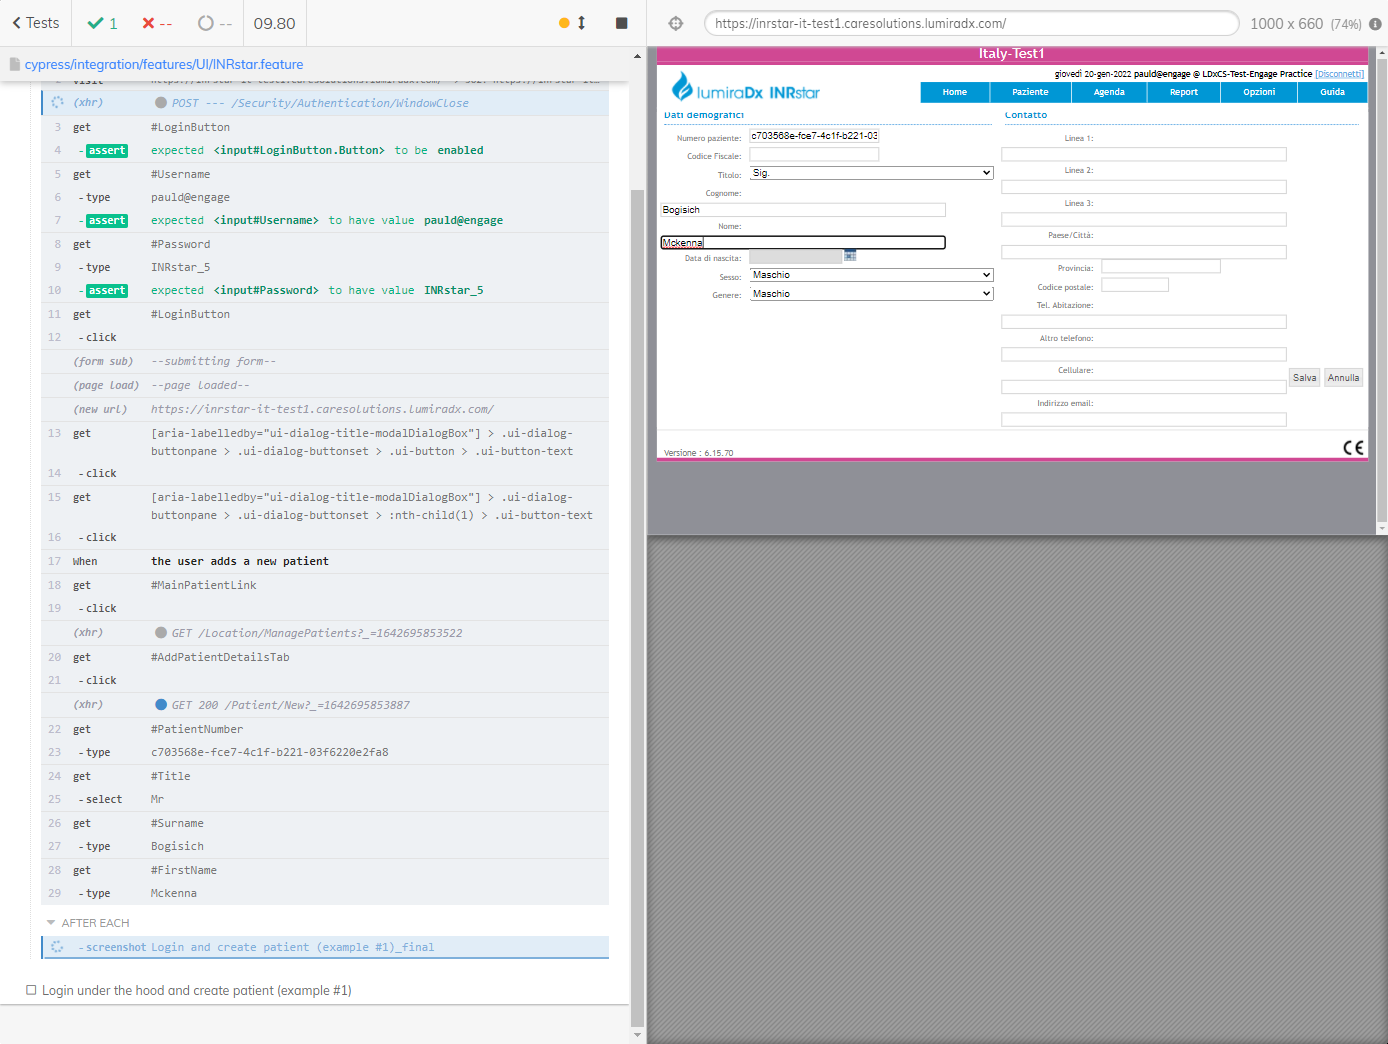 Tests
1
--
--
09.80
https://inrstar-it-test1.caresolutions.lumiradx.com/
1000 x 660 (74%)
cypress/integration/features/UI/INRstar.feature
(xhr) POST --- /Security/Authentication/WindowClose
3 get #LoginButton
4 -assert expected <input#LoginButton.Button> to be enabled
5 get #Username
6 -type pauld@engage
7 -assert expected <input#Username> to have value pauld@engage
8 get #Password
9 -type INRstar_5
10 -assert expected <input#Password> to have value INRstar_5
11 get #LoginButton
12 -click
(form sub) --submitting form--
(page load) --page loaded--
(new url) https://inrstar-it-test1.caresolutions.lumiradx.com/
13 get [aria-labelledby="ui-dialog-title-modalDialogBox"] > .ui-dialog-
buttonpane > .ui-dialog-buttonset > .ui-button > .ui-button-text
14 -click
15 get [aria-labelledby="ui-dialog-title-modalDialogBox"] > .ui-dialog-
buttonpane > .ui-dialog-buttonset > :nth-child(1) > .ui-button-text
16 -click
17 When the user adds a new patient
18 get #MainPatientLink
19 -click
(xhr) GET /Location/ManagePatients?_=1642695853522
20 get #AddPatientDetailsTab
21 -click
(xhr) GET 200 /Patient/New?_=1642695853887
22 get #PatientNumber
23 -type c703568e-fce7-4c1f-b221-03f6220e2fa8
24 get #Title
25 -select Mr
26 get #Surname
27 -type Bogisich
28 get #FirstName
29 -type Mckenna
AFTER EACH
-screenshot Login and create patient (example #1)_final
Login under the hood and create patient (example #1)
Italy-Test1
giovedì 20-gen-2022 pauld@engage @ LDxCS-Test-Engage Practice [Disconnetti]
lumiraDx INRstar
Home Paziente Agenda Report Opzioni Guida
Dati demografici
Numero paziente: c703568e-fce7-4c1f-b221-03
Codice Fiscale:
Titolo: Sig.
Cognome:
Bogisich
Nome:
Mckenna
Data di nascita:
Sesso: Maschio
Genere: Maschio
Contatto
Linea 1:
Linea 2:
Linea 3:
Paese/Città:
Provincia:
Codice postale:
Tel. Abitazione:
Altro telefono:
Cellulare:
Indirizzo email:
Salva Annulla
Versione : 6.15.70
CE